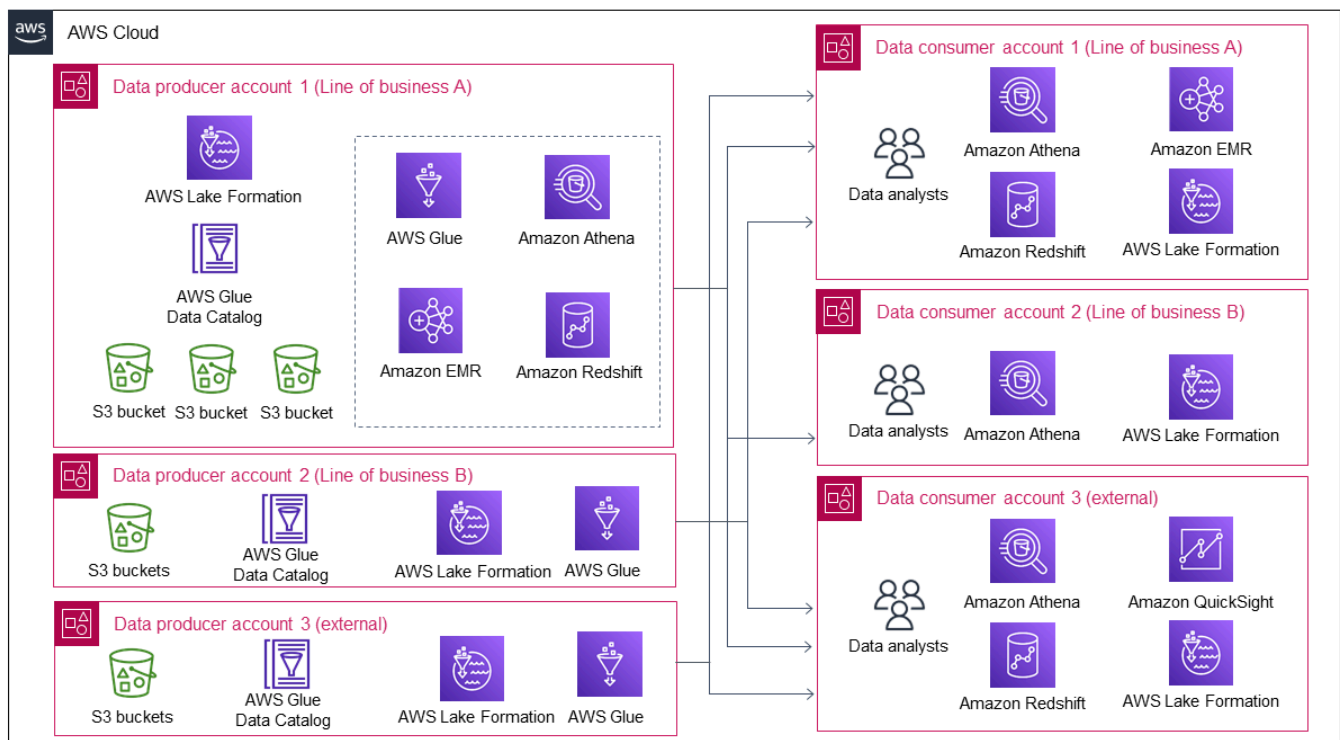 aws
AWS Cloud
Data producer account 1 (Line of business A)
AWS Lake Formation
AWS Glue
Data Catalog
S3 bucket
S3 bucket
S3 bucket
AWS Glue
Amazon Athena
Amazon EMR
Amazon Redshift
Data producer account 2 (Line of business B)
S3 buckets
AWS Glue
Data Catalog
AWS Lake Formation
AWS Glue
Data producer account 3 (external)
S3 buckets
AWS Glue
Data Catalog
AWS Lake Formation
AWS Glue
Data consumer account 1 (Line of business A)
Data analysts
Amazon Athena
Amazon EMR
Amazon Redshift
AWS Lake Formation
Data consumer account 2 (Line of business B)
Data analysts
Amazon Athena
AWS Lake Formation
Data consumer account 3 (external)
Data analysts
Amazon Athena
Amazon QuickSight
Amazon Redshift
AWS Lake Formation